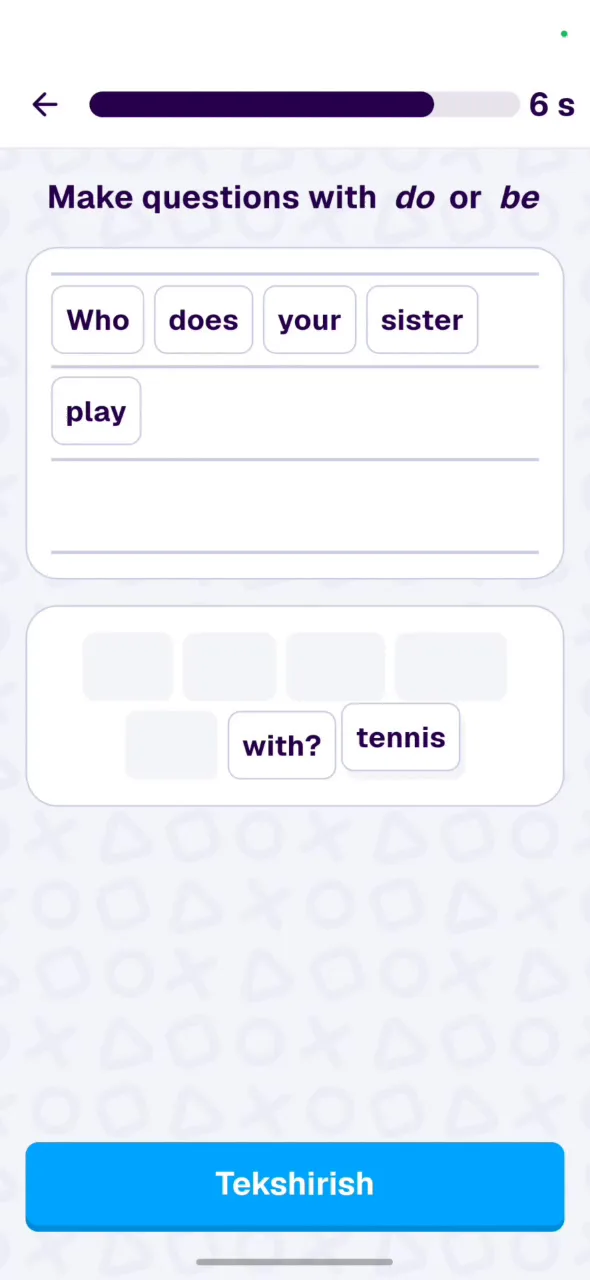 6 s
Make questions with do or be
Who does your sister
play
with? tennis
Tekshirish